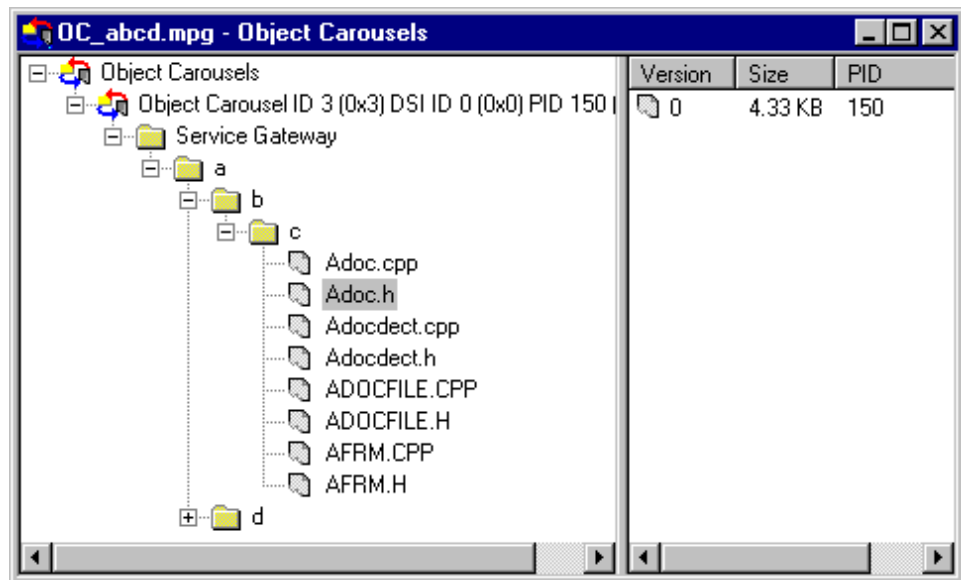 OC_abcd.mpg - Object Carousels
Object Carousels
Object Carousel ID 3 (0x3) DSI ID 0 (0x0) PID 150 (
Service Gateway
a
b
c
Adoc.cpp
Adoc.h
Adocdect.cpp
Adocdect.h
ADOCFILE.CPP
ADOCFILE.H
AFRM.CPP
AFRM.H
d
Version Size PID
0 4.33 KB 150